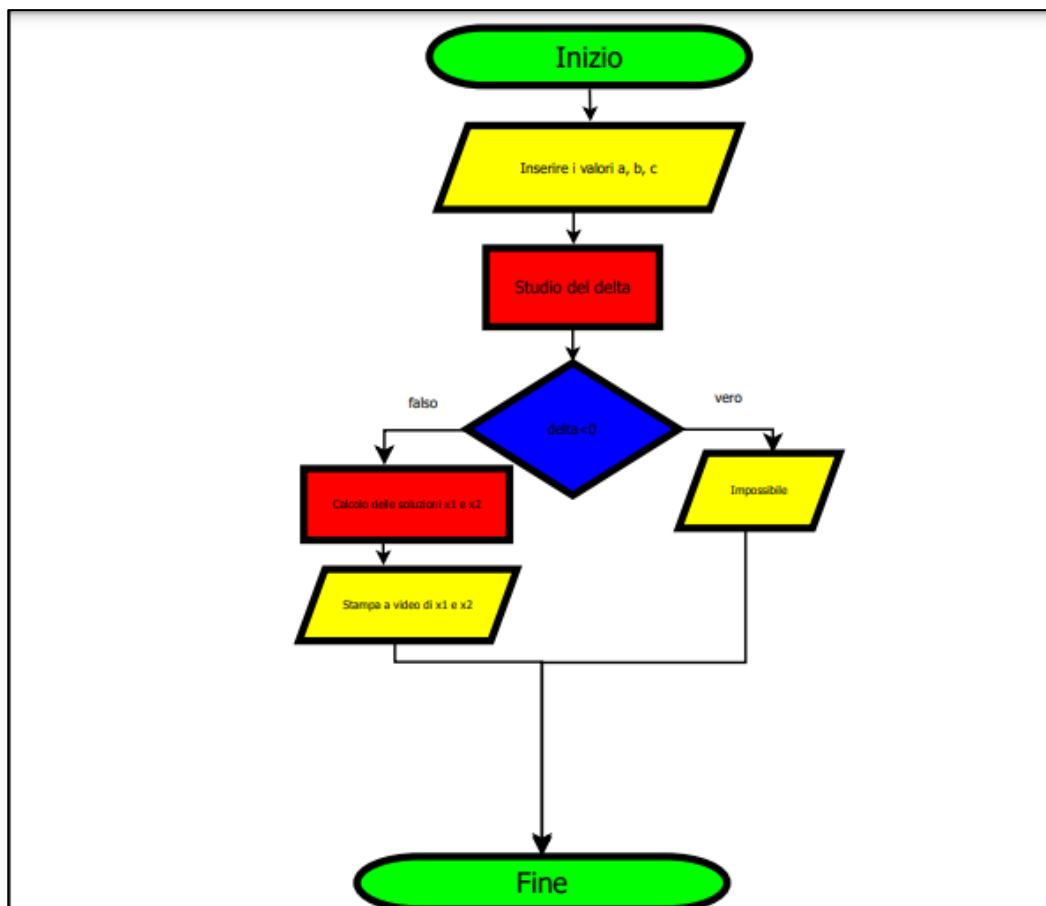 Inizio
Inserire i valori a, b, c
Studio del delta
falso
vero
delta<0
Impossibile
Calcolo delle soluzioni x1 e x2
Stampa a video di x1 e x2
Fine